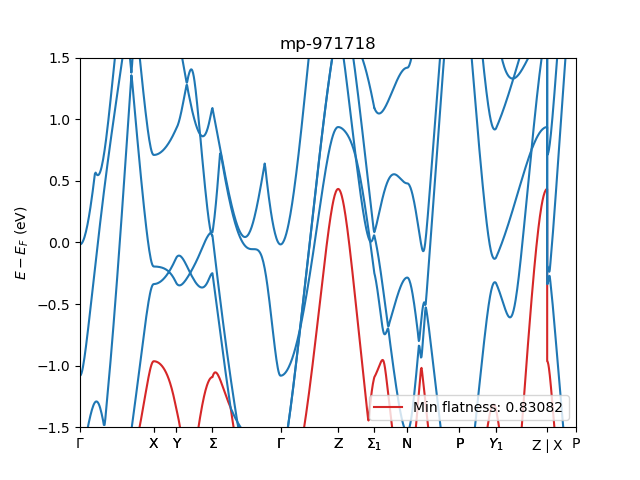 mp-971718
E − E_F (eV)
1.5
1.0
0.5
0.0
−0.5
−1.0
−1.5
Min flatness: 0.83082
Γ X Y Σ Γ Z Σ₁ N P Y₁ Z | X P